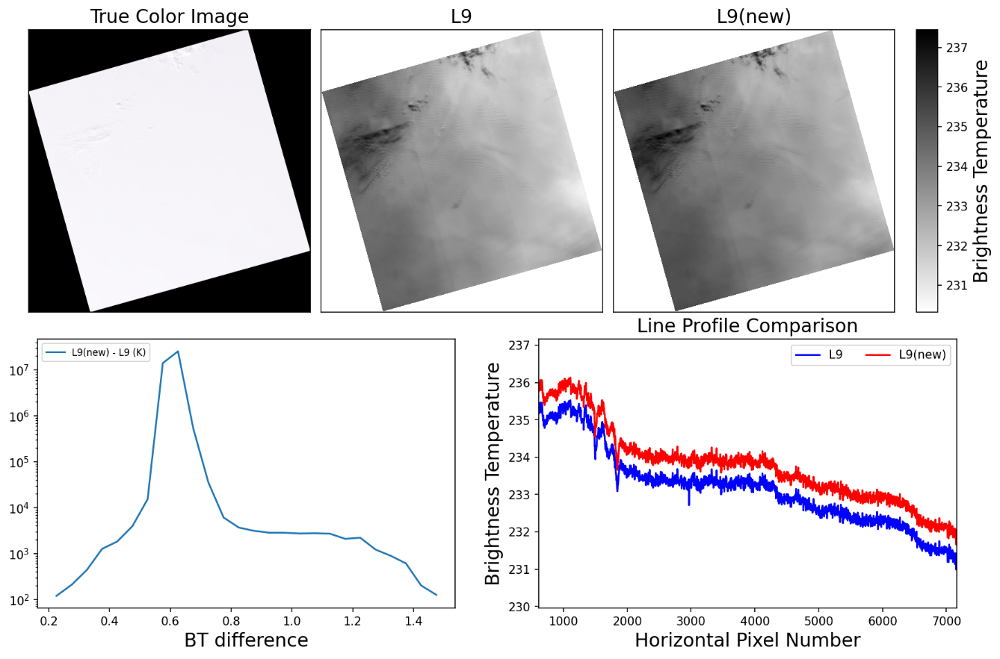 True Color Image
L9
L9(new)
237
236
235
234
233
232
231
Brightness Temperature
L9(new) - L9 (K)
10^7
10^6
10^5
10^4
10^3
10^2
0.2 0.4 0.6 0.8 1.0 1.2 1.4
BT difference
Line Profile Comparison
L9 L9(new)
237
236
235
234
233
232
231
230
Brightness Temperature
1000 2000 3000 4000 5000 6000 7000
Horizontal Pixel Number